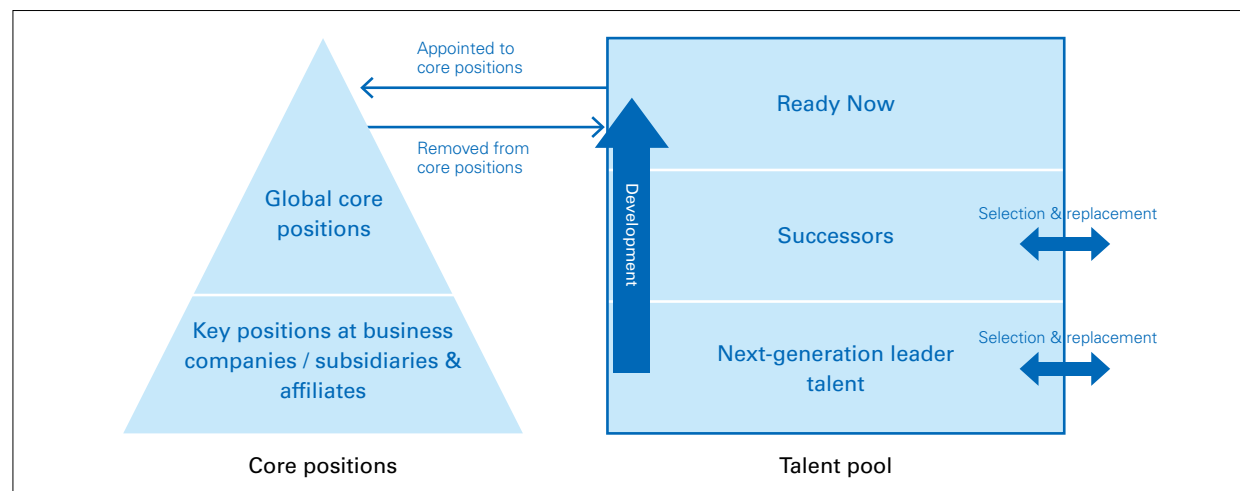 Appointed to
core positions
Removed from
core positions
Global core
positions
Key positions at business
companies / subsidiaries &
affiliates
Core positions
Ready Now
Development
Successors
Selection & replacement
Next-generation leader
talent
Selection & replacement
Talent pool